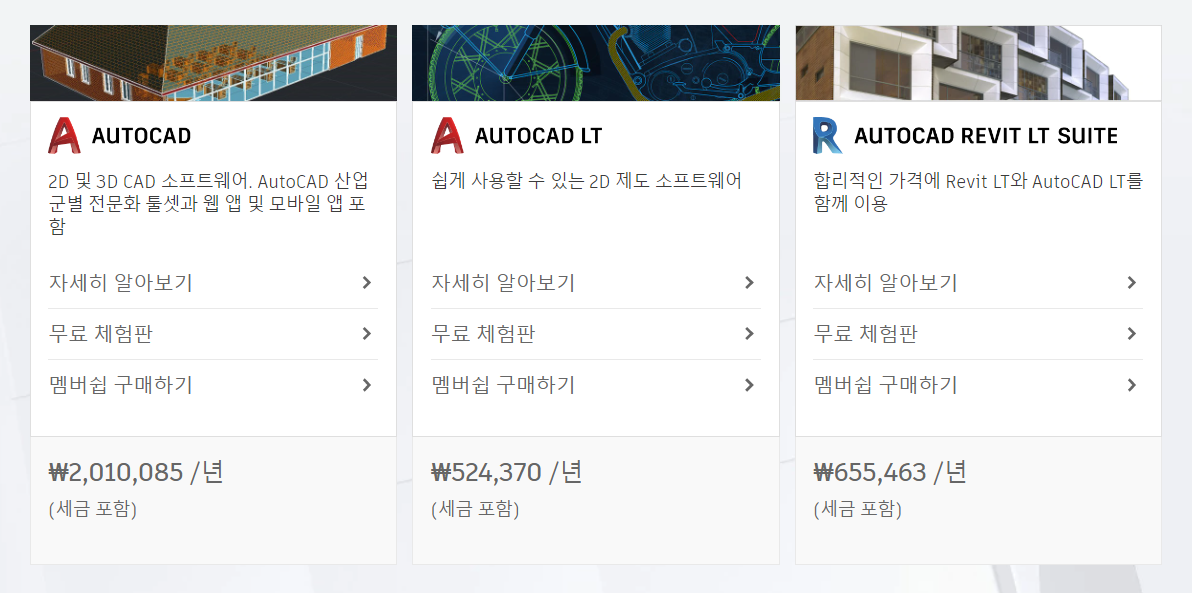 AUTOCAD
2D 및 3D CAD 소프트웨어. AutoCAD 산업
군별 전문화 툴셋과 웹 앱 및 모바일 앱 포
함
자세히 알아보기
무료 체험판
멤버쉽 구매하기
₩2,010,085 /년
(세금 포함)
AUTOCAD LT
쉽게 사용할 수 있는 2D 제도 소프트웨어
자세히 알아보기
무료 체험판
멤버쉽 구매하기
₩524,370 /년
(세금 포함)
AUTOCAD REVIT LT SUITE
합리적인 가격에 Revit LT와 AutoCAD LT를
함께 이용
자세히 알아보기
무료 체험판
멤버쉽 구매하기
₩655,463 /년
(세금 포함)